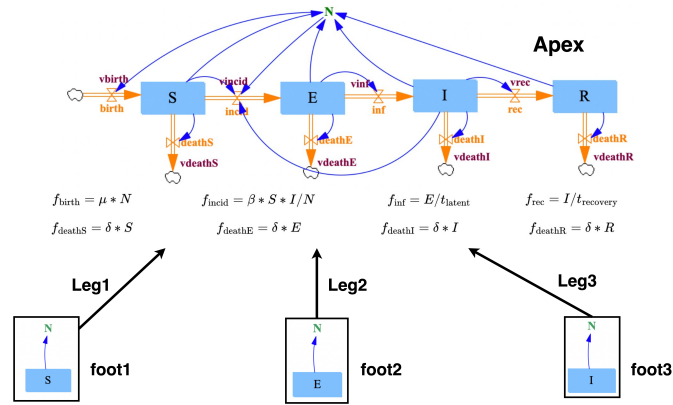 N
Apex
vbirth
vincid
vinf
vrec
S
E
I
R
birth
incid
inf
rec
deathS
deathE
deathI
deathR
vdeathS
vdeathE
vdeathI
vdeathR
f_birth = μ * N
f_incid = β * S * I/N
f_inf = E/t_latent
f_rec = I/t_recovery
f_deathS = δ * S
f_deathE = δ * E
f_deathI = δ * I
f_deathR = δ * R
Leg1
Leg2
Leg3
N
S
foot1
N
E
foot2
N
I
foot3